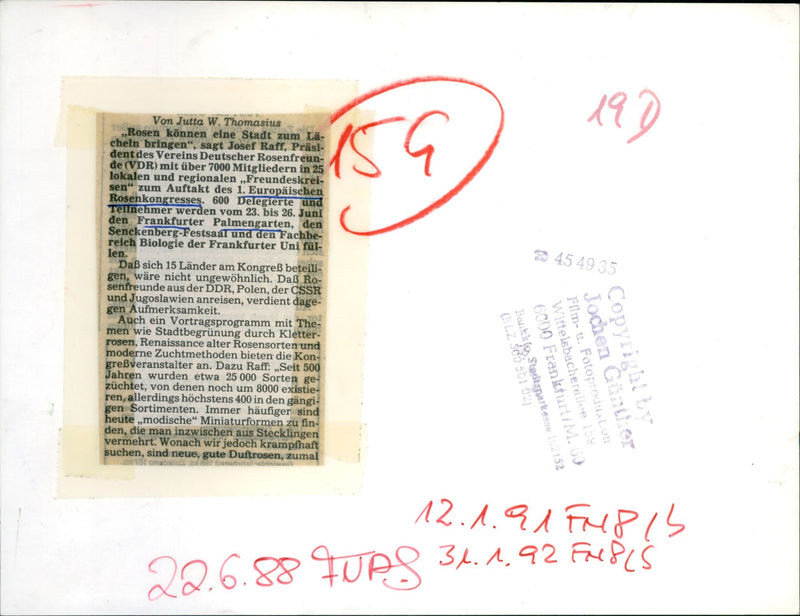 Von Jutta W. Thomasius
„Rosen können eine Stadt zum Lä-
cheln bringen“, sagt Josef Raff, Präsi-
dent des Vereins Deutscher Rosenfreun-
de (VDR) mit über 7000 Mitgliedern in 25
lokalen und regionalen „Freundeskrei-
sen“ zum Auftakt des 1. Europäischen
Rosenkongresses. 600 Delegierte und
Teilnehmer werden vom 23. bis 26. Juni
den Frankfurter Palmengarten, den
Senckenberg-Festsaal und den Fachbe-
reich Biologie der Frankfurter Uni fül-
len.
Daß sich 15 Länder am Kongreß beteili-
gen, wäre nicht ungewöhnlich. Daß Ro-
senfreunde aus der DDR, Polen, der CSSR
und Jugoslawien anreisen, verdient dage-
gen Aufmerksamkeit.
Auch ein Vortragsprogramm mit The-
men wie Stadtbegrünung durch Kletter-
rosen, Renaissance alter Rosensorten und
moderne Zuchtmethoden bieten die Kon-
greßveranstalter an. Dazu Raff: „Seit 500
Jahren wurden etwa 25 000 Sorten ge-
züchtet, von denen noch um 8000 existie-
ren, allerdings höchstens 400 in den gängi-
gen Sortimenten. Immer häufiger sind
heute „modische“ Miniaturformen zu fin-
den, die man inzwischen aus Stecklingen
vermehrt. Wonach wir jedoch krampfhaft
suchen, sind neue, gute Duftrosen, zumal
15G
19D
☎ 45 49 35
Copyright by
Jochen Günther
Film- u. Fotoproduktion
Wittelsbacherallee
6000 Frankfurt/M. 60
12.1.91 FN8/5
31.1.92 FN8/5
22.6.88